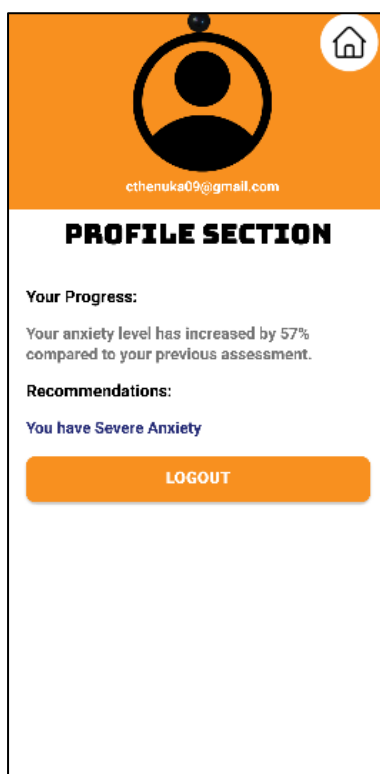 cthenuka09@gmail.com
PROFILE SECTION
Your Progress:
Your anxiety level has increased by 57%
compared to your previous assessment.
Recommendations:
You have Severe Anxiety
LOGOUT